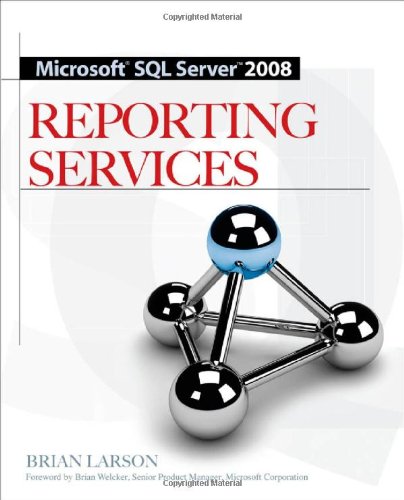 Copyrighted Material
Microsoft® SQL Server™ 2008
REPORTING
SERVICES
BRIAN LARSON
Foreword by Brian Welcker, Senior Product Manager, Microsoft Corporation
Copyrighted Material